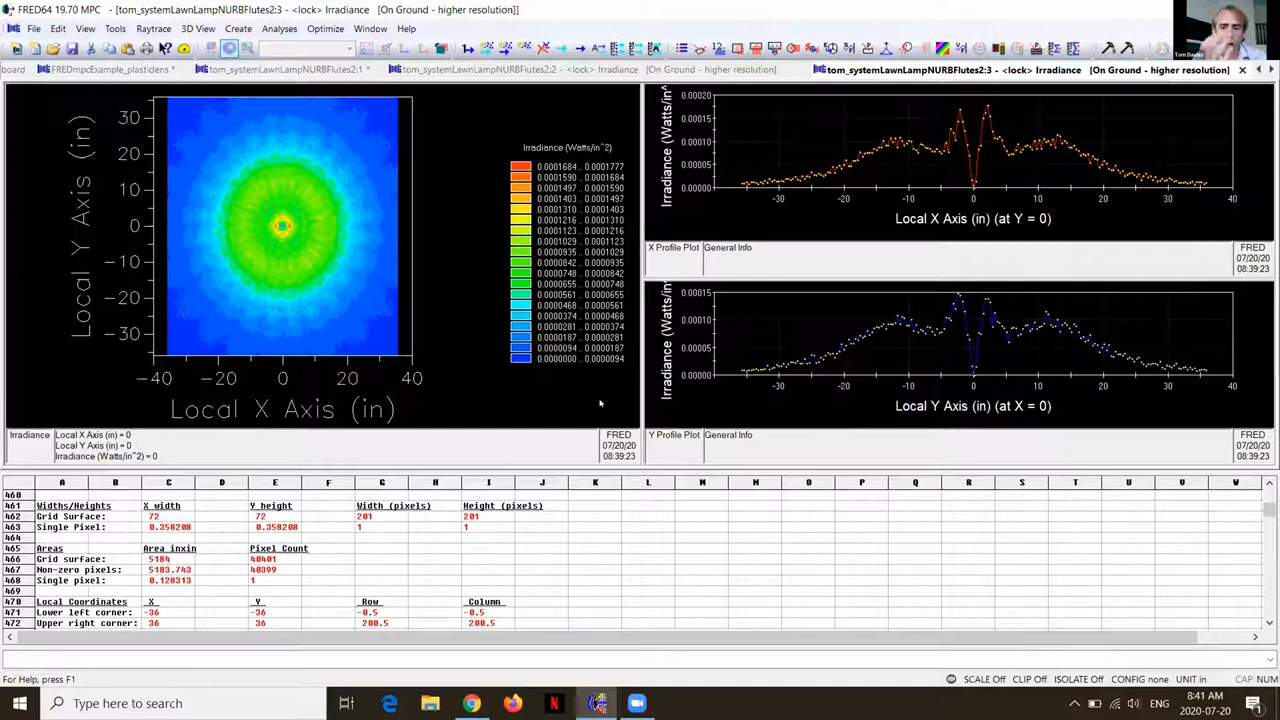 FRED64 19.70 MPC - [tom_systemLawnLampNURBFlutes2:3 - <lock> Irradiance [On Ground - higher resolution]]
File Edit View Tools Raytrace 3D View Create Analyses Optimize Window Help
Tom Davies
board FREDmpcExample_plastidens * tom_systemLawnLampNURBFlutes2:1 * tom_systemLawnLampNURBFlutes2:2 - <lock> Irradiance [On Ground - higher resolution] tom_systemLawnLampNURBFlutes2:3 - <lock> Irradiance [On Ground - higher resolution]
Local Y Axis (in)
30
20
10
0
-10
-20
-30
-40 -20 0 20 40
Local X Axis (in)
Irradiance (Watts/in^2)
0.0001684 .. 0.0001777
0.0001590 .. 0.0001684
0.0001497 .. 0.0001590
0.0001403 .. 0.0001497
0.0001310 .. 0.0001403
0.0001216 .. 0.0001310
0.0001123 .. 0.0001216
0.0001029 .. 0.0001123
0.0000935 .. 0.0001029
0.0000842 .. 0.0000935
0.0000748 .. 0.0000842
0.0000655 .. 0.0000748
0.0000561 .. 0.0000655
0.0000468 .. 0.0000561
0.0000374 .. 0.0000468
0.0000281 .. 0.0000374
0.0000187 .. 0.0000281
0.0000094 .. 0.0000187
0.0000000 .. 0.0000094
Irradiance
Local X Axis (in) = 0
Local Y Axis (in) = 0
Irradiance (Watts/in^2) = 0
FRED
07/20/20
08:39:23
Irradiance (Watts/in^
0.00020
0.00015
0.00010
0.00005
0.00000
-30 -20 -10 0 10 20 30 40
Local X Axis (in) (at Y = 0)
X Profile Plot General Info
FRED
07/20/20
08:39:23
Irradiance (Watts/in^
0.00015
0.00010
0.00005
0.00000
-30 -20 -10 0 10 20 30 40
Local Y Axis (in) (at X = 0)
Y Profile Plot General Info
FRED
07/20/20
08:39:23
A B C D E F G H I J K L M N O P Q R S T U V W
460
461 Widths/Heights X width Y height Width (pixels) Height (pixels)
462 Grid Surface: 72 72 201 201
463 Single Pixel: 0.358208 0.358208 1 1
464
465 Areas Area inxin Pixel Count
466 Grid surface: 5184 40401
467 Non-zero pixels: 5183.743 40399
468 Single pixel: 0.128313 1
469
470 Local Coordinates X Y Row Column
471 Lower left corner: -36 -36 -0.5 -0.5
472 Upper right corner: 36 36 200.5 200.5
For Help, press F1
SCALE OFF CLIP OFF ISOLATE OFF CONFIG none UNIT in CAP NUM
Type here to search
ENG
8:41 AM
2020-07-20